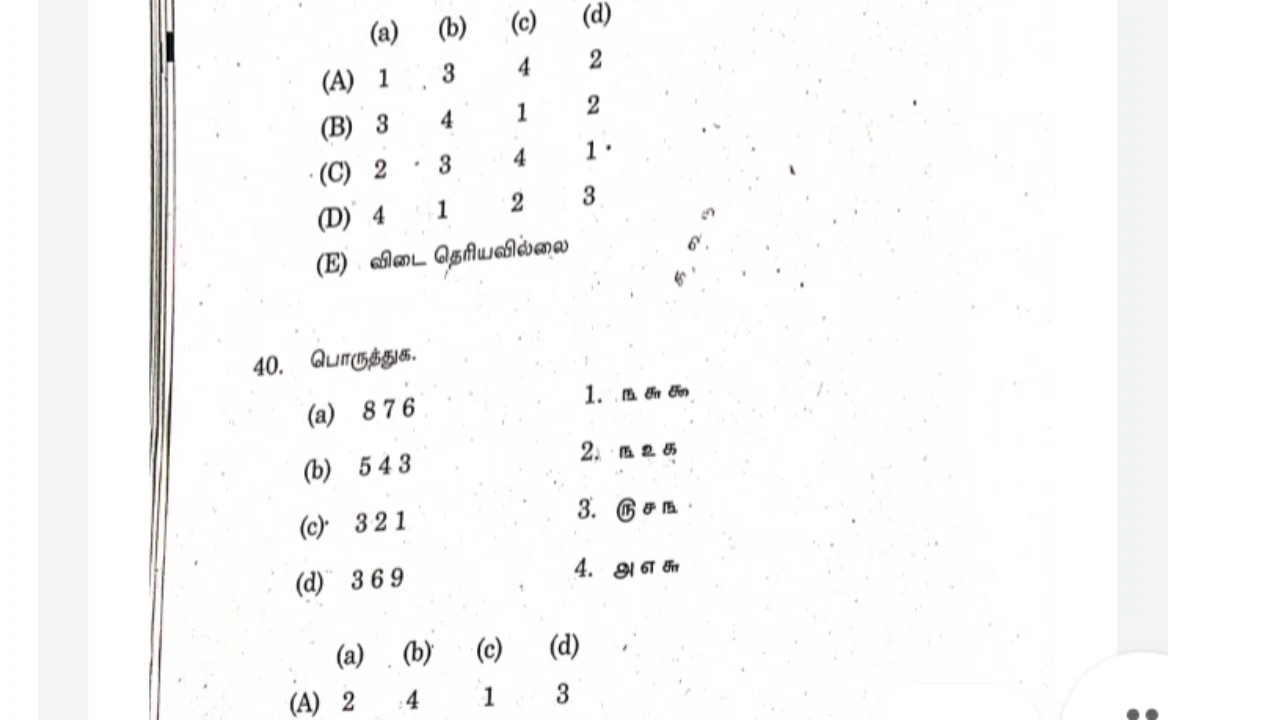 (a) (b) (c) (d)
(A) 1 3 4 2
(B) 3 4 1 2
(C) 2 3 4 1
(D) 4 1 2 3
(E) விடை தெரியவில்லை
40. பொருத்துக.
(a) 8 7 6 1. ௩ ௬ ௯
(b) 5 4 3 2. ௩ ௨ ௧
(c) 3 2 1 3. ௫ ௪ ௩
(d) 3 6 9 4. ௮ ௭ ௬
(a) (b) (c) (d)
(A) 2 4 1 3